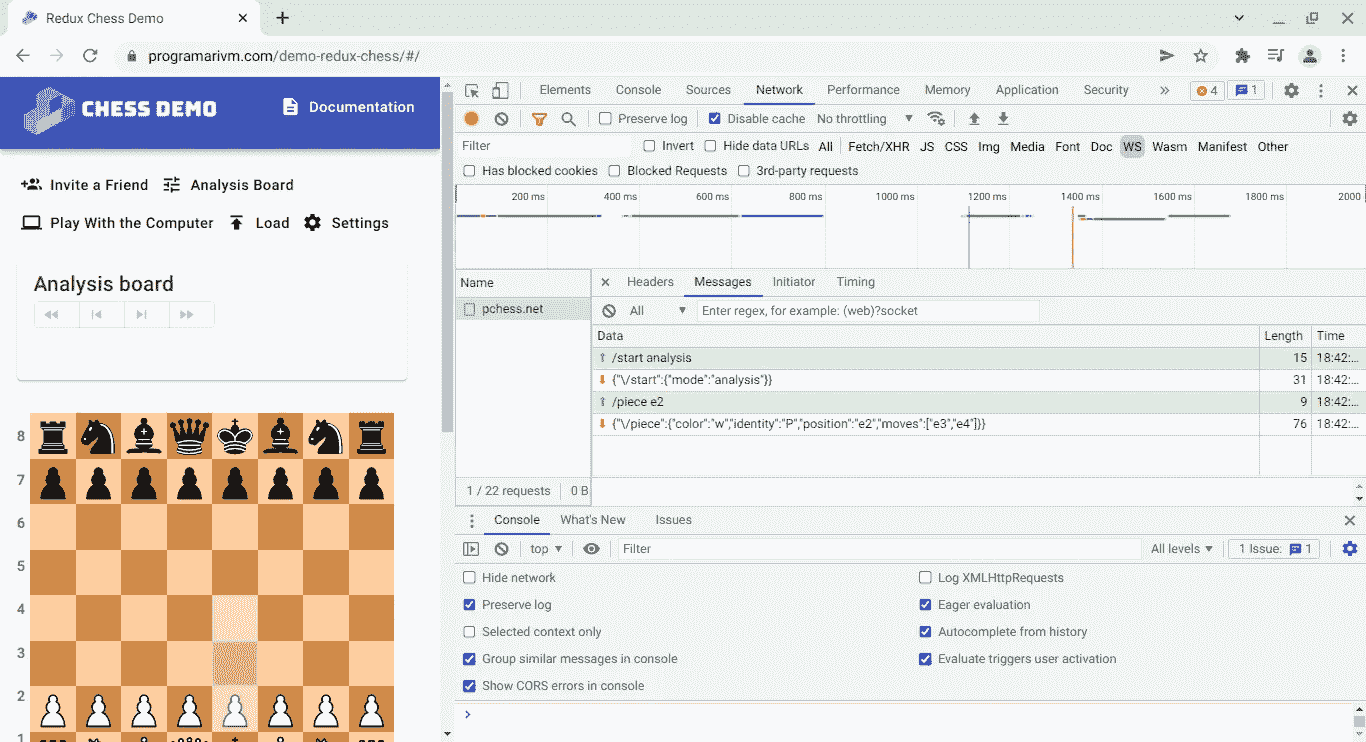 Redux Chess Demo
programarivm.com/demo-redux-chess/#/
CHESS DEMO
Documentation
Invite a Friend Analysis Board
Play With the Computer Load Settings
Analysis board
8
7
6
5
4
3
2
1
Elements Console Sources Network Performance Memory Application Security » 4 1
Preserve log Disable cache No throttling
Filter Invert Hide data URLs All Fetch/XHR JS CSS Img Media Font Doc WS Wasm Manifest Other
Has blocked cookies Blocked Requests 3rd-party requests
200 ms 400 ms 600 ms 800 ms 1000 ms 1200 ms 1400 ms 1600 ms 1800 ms 2000
Name Headers Messages Initiator Timing
pchess.net All Enter regex, for example: (web)?socket
Data Length Time
/start analysis 15 18:42:...
{"\/start":{"mode":"analysis"}} 31 18:42:...
/piece e2 9 18:42:...
{"\/piece":{"color":"w","identity":"P","position":"e2","moves":["e3","e4"]}} 76 18:42:...
1 / 22 requests 0 B
Console What's New Issues
top Filter All levels 1 Issue: 1
Hide network Log XMLHttpRequests
Preserve log Eager evaluation
Selected context only Autocomplete from history
Group similar messages in console Evaluate triggers user activation
Show CORS errors in console